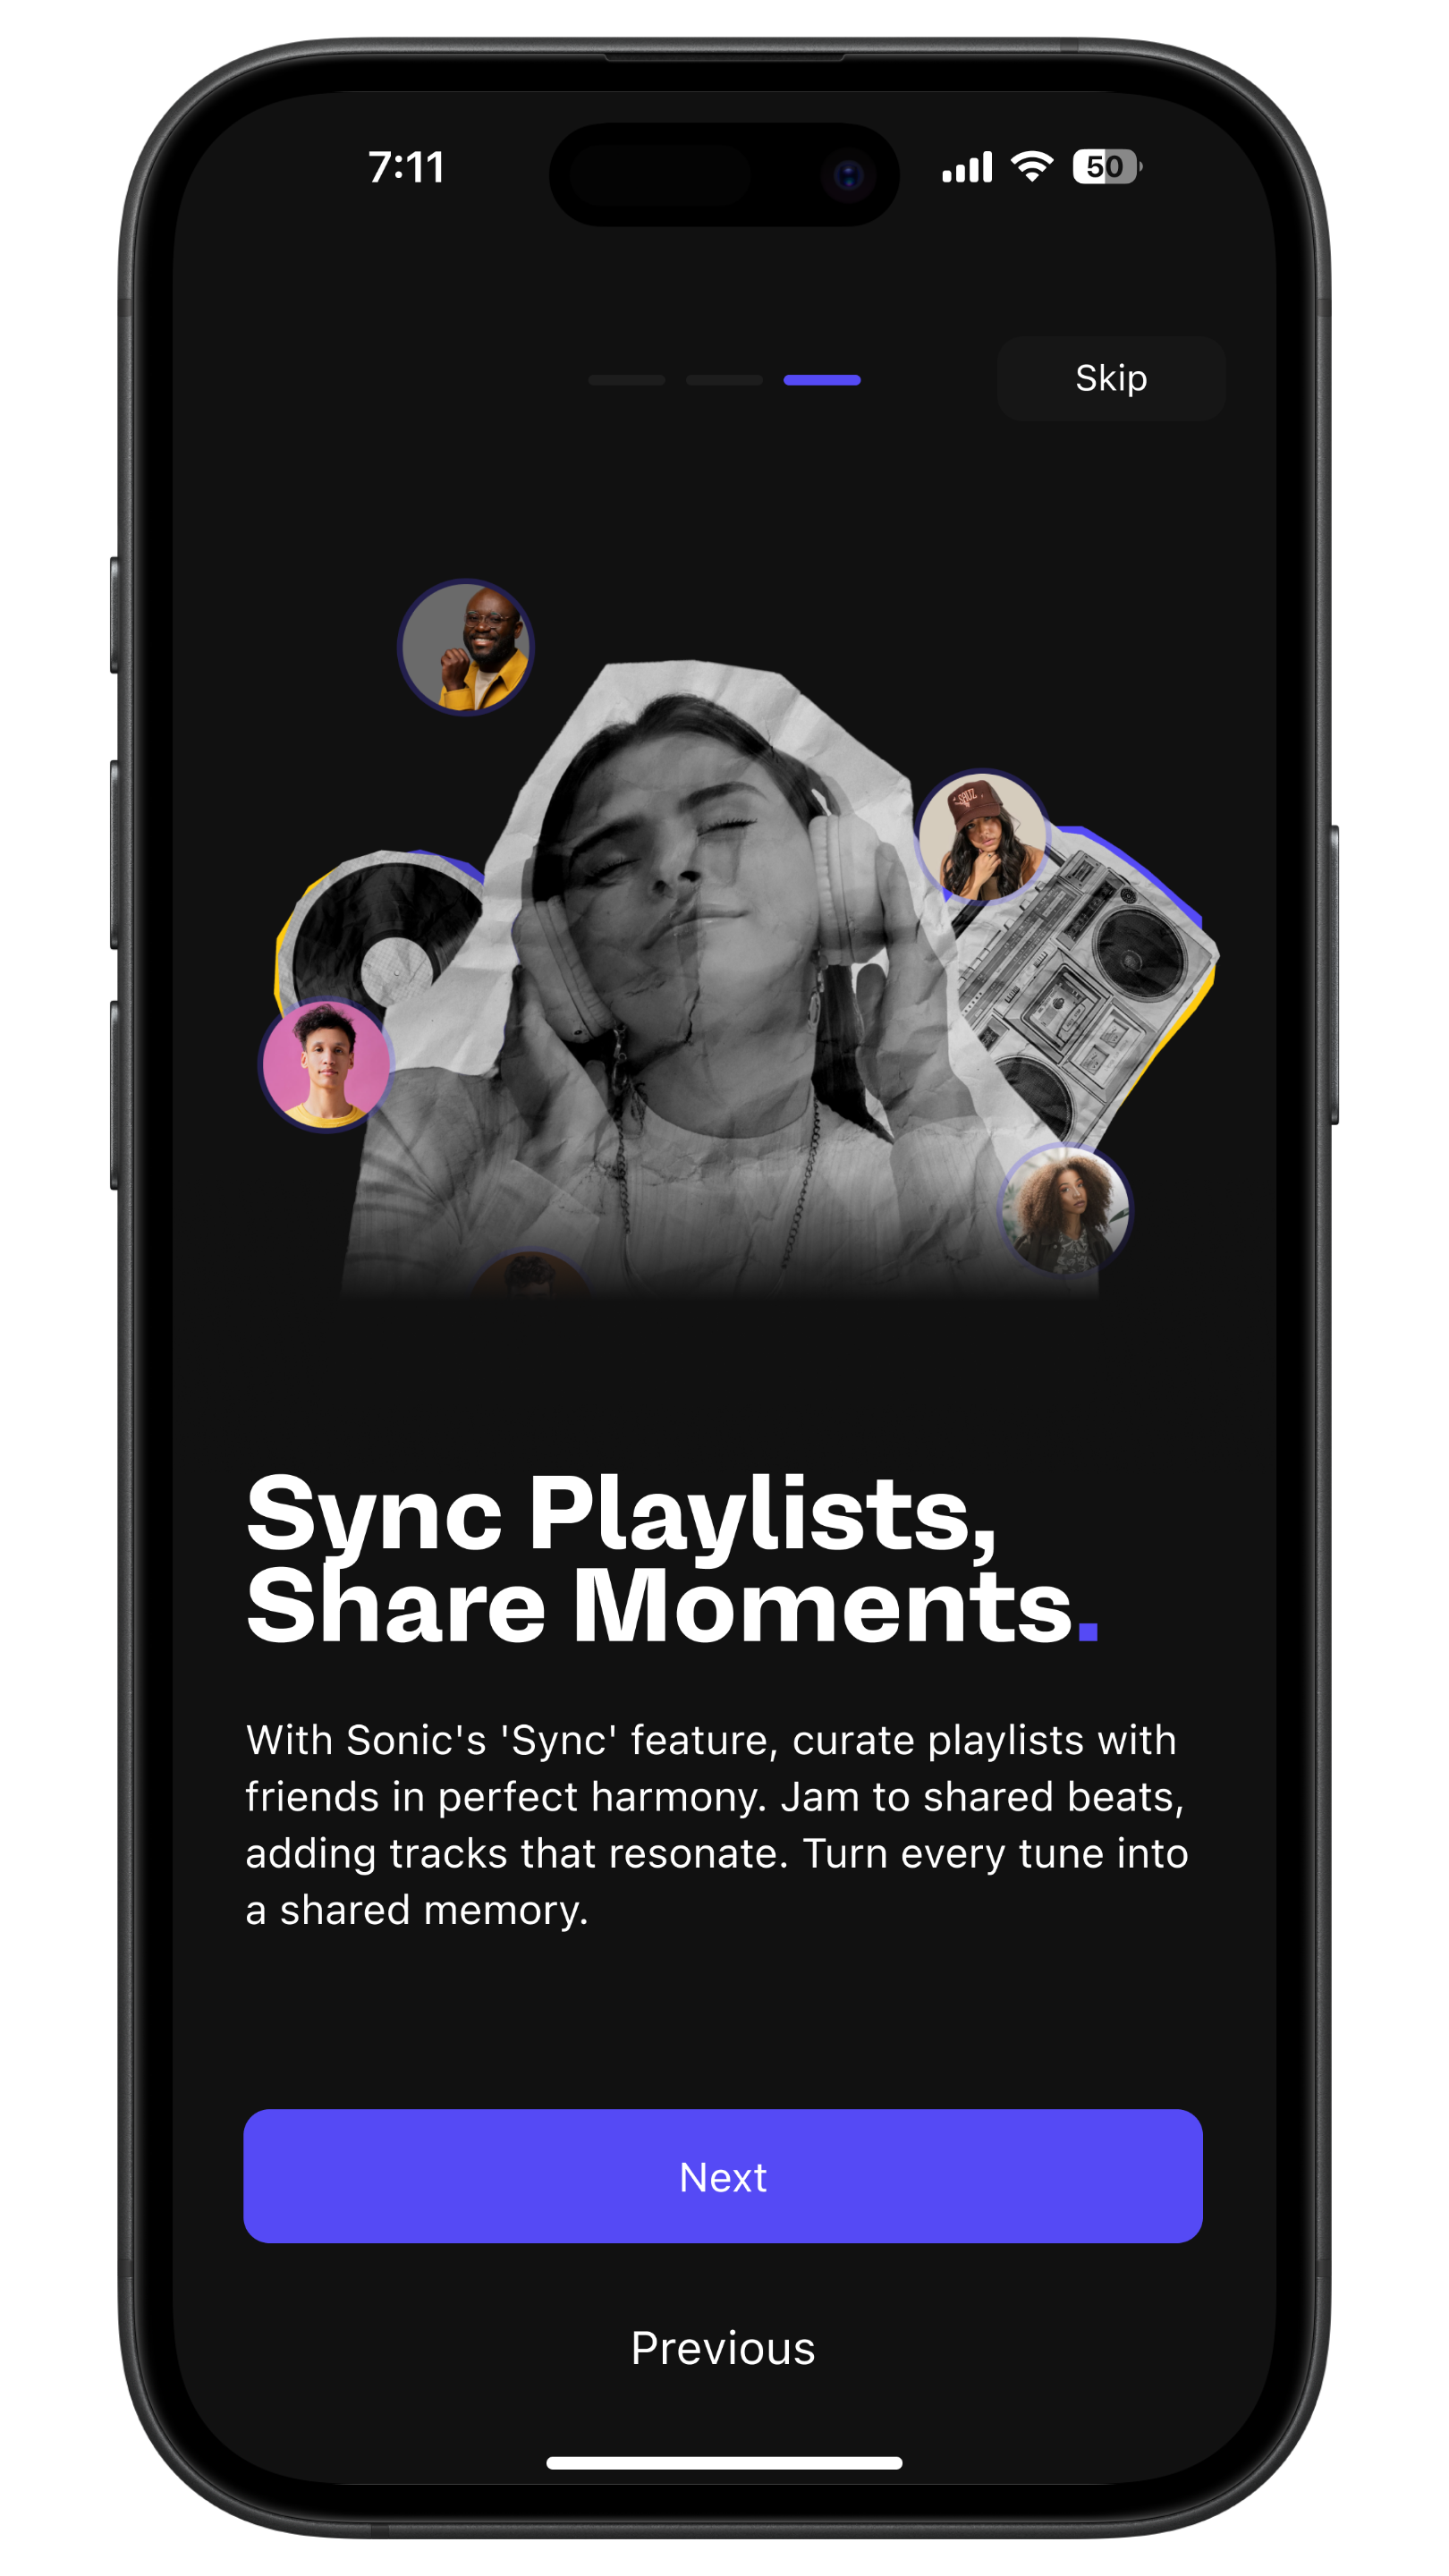 7:11
50
Skip
Sync Playlists,
Share Moments.
With Sonic's 'Sync' feature, curate playlists with
friends in perfect harmony. Jam to shared beats,
adding tracks that resonate. Turn every tune into
a shared memory.
Next
Previous